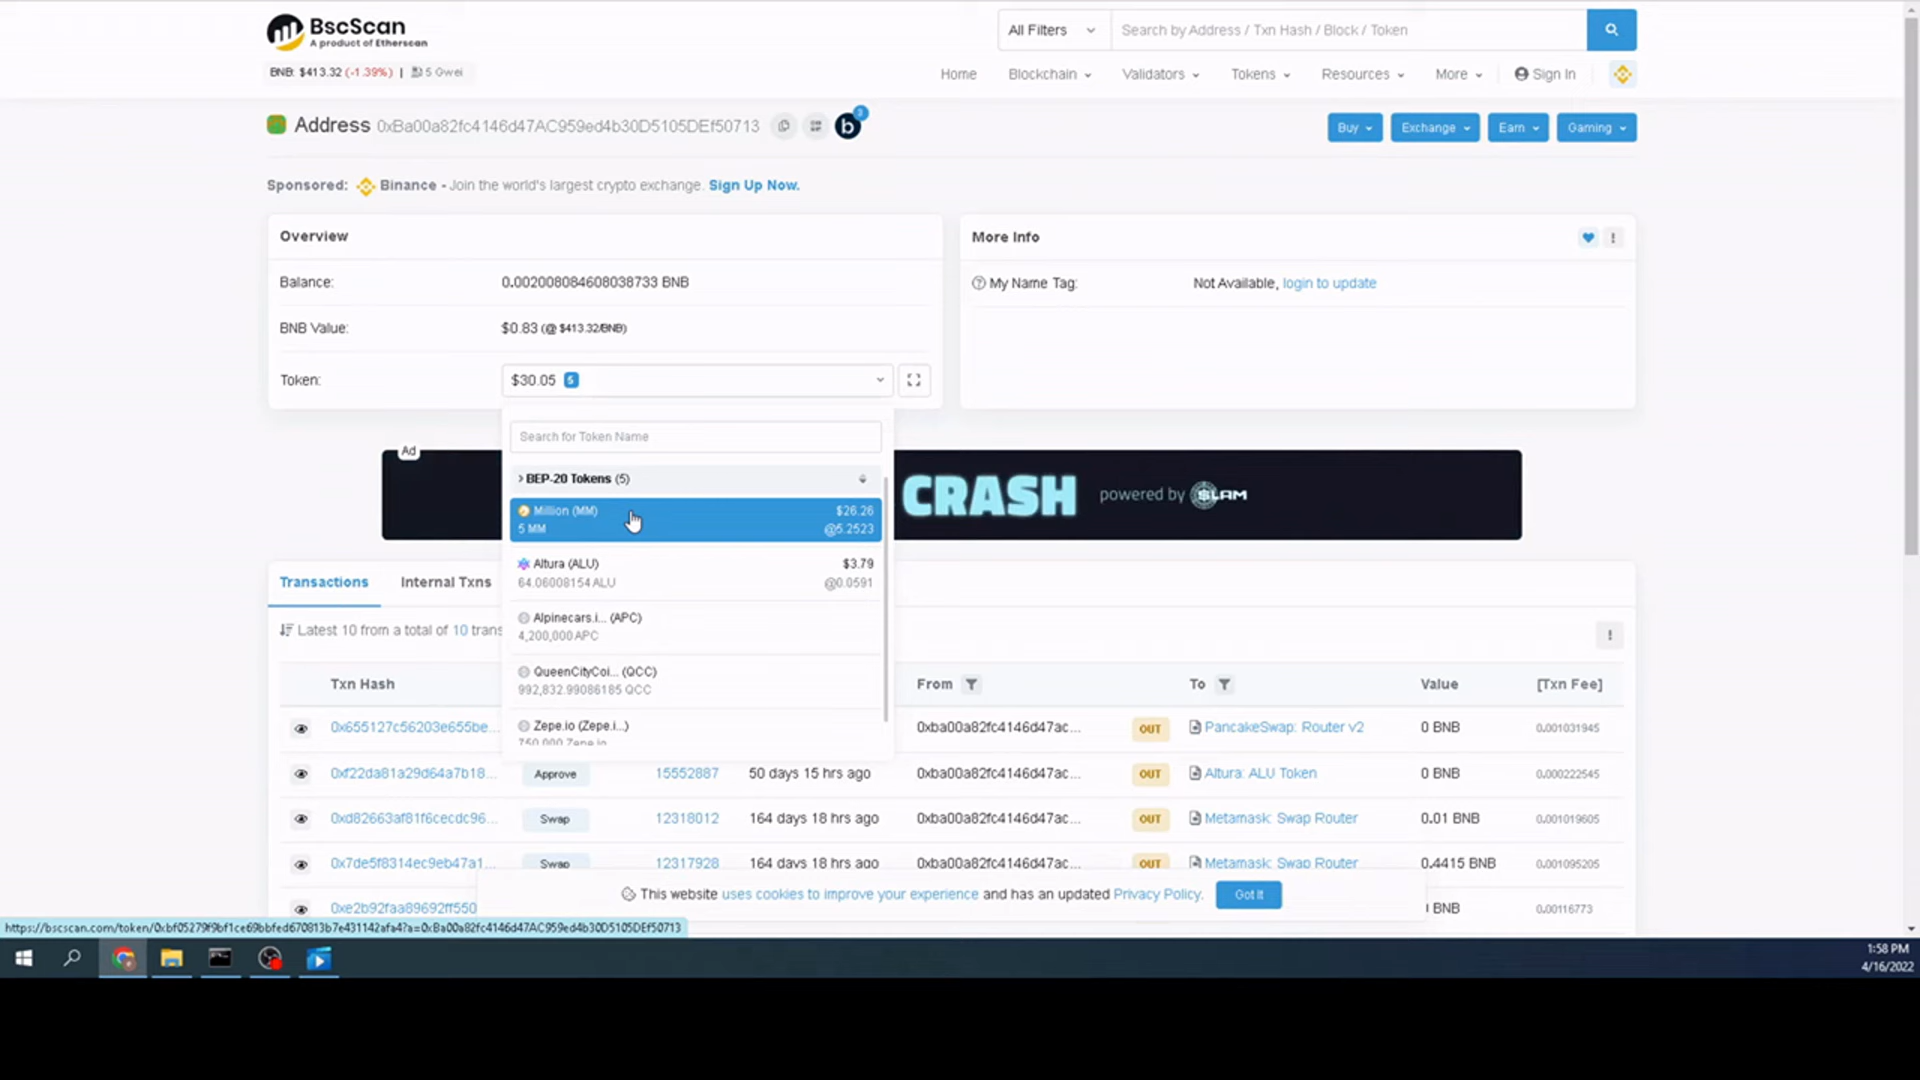 BscScan
A product of Etherscan
All Filters
Search by Address / Txn Hash / Block / Token
BNB: $413.32 (-1.39%) | 5 Gwei
Home Blockchain Validators Tokens Resources More Sign In
Address 0xBa00a82fc4146d47AC959ed4b30D5105DEf50713
b
3
Buy Exchange Earn Gaming
Sponsored: Binance - Join the world's largest crypto exchange. Sign Up Now.
Overview
Balance: 0.002008084608038733 BNB
BNB Value: $0.83 (@ $413.32/BNB)
Token: $30.05 5
More Info
My Name Tag: Not Available, login to update
Search for Token Name
BEP-20 Tokens (5)
Million (MM) $26.26
5 MM @5.2523
Altura (ALU) $3.79
64.06008154 ALU @0.0591
Alpinecars.i... (APC)
4,200,000 APC
QueenCityCoi... (QCC)
992,832.99086185 QCC
Zepe.io (Zepe.i...)
750,000 Zepe.io
Ad
CRASH powered by SLAM
Transactions Internal Txns
Latest 10 from a total of 10 trans
Txn Hash From To Value [Txn Fee]
0x655127c56203e655be... 0xba00a82fc4146d47ac... OUT PancakeSwap: Router v2 0 BNB 0.001031945
0xf22da81a29d64a7b18... Approve 15552887 50 days 15 hrs ago 0xba00a82fc4146d47ac... OUT Altura: ALU Token 0 BNB 0.000222545
0xd82663af81f6cecdc96... Swap 12318012 164 days 18 hrs ago 0xba00a82fc4146d47ac... OUT Metamask: Swap Router 0.01 BNB 0.001019605
0x7de5f8314ec9eb47a1... Swap 12317928 164 days 18 hrs ago 0xba00a82fc4146d47ac... OUT Metamask: Swap Router 0.4415 BNB 0.001095205
0xe2b92faa89692ff550 BNB 0.00116773
This website uses cookies to improve your experience and has an updated Privacy Policy. Got It
https://bscscan.com/token/0xbf05279f9bf1ce69bbfed670813b7e431142afa4?a=0xBa00a82fc4146d47AC959ed4b30D5105DEf50713
1:58 PM
4/16/2022